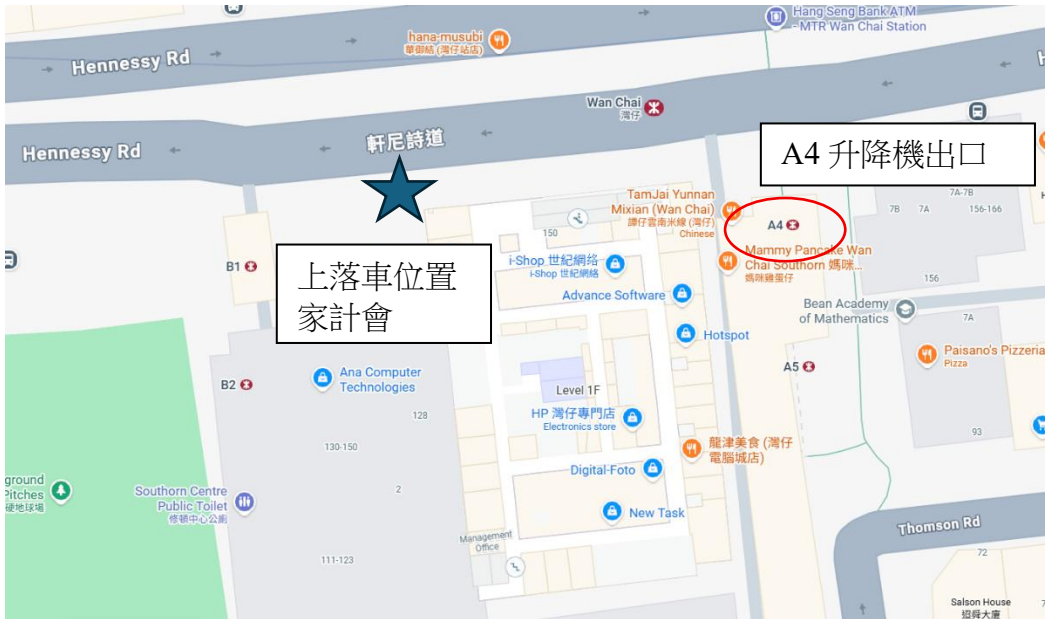 Hang Seng Bank ATM
- MTR Wan Chai Station
hana-musubi
華御結 (灣仔站店)
Hennessy Rd
Wan Chai
灣仔
軒尼詩道
Hennessy Rd
A4 升降機出口
TamJai Yunnan
Mixian (Wan Chai)
譚仔雲南米線 (灣仔)
Chinese
7A-7B
7B
7A
156-166
A4
150
B1
上落車位置
家計會
i-Shop 世紀網络
i-Shop 世紀網絡
Mammy Pancake Wan
Chai Southorn 媽咪...
媽咪雞蛋仔
156
Advance Software
Bean Academy
of Mathematics
7A
Hotspot
Paisano's Pizzeria
Pizza
A5
B2
Ana Computer
Technologies
Level 1F
HP 灣仔專門店
Electronics store
128
93
130-150
龍津美食 (灣仔
電腦城店)
Digital-Foto
ground
Pitches
硬地球場
Southorn Centre
Public Toilet
修頓中心公廁
2
New Task
Thomson Rd
Management
Office
111-123
72
Salson House
招舜大廈